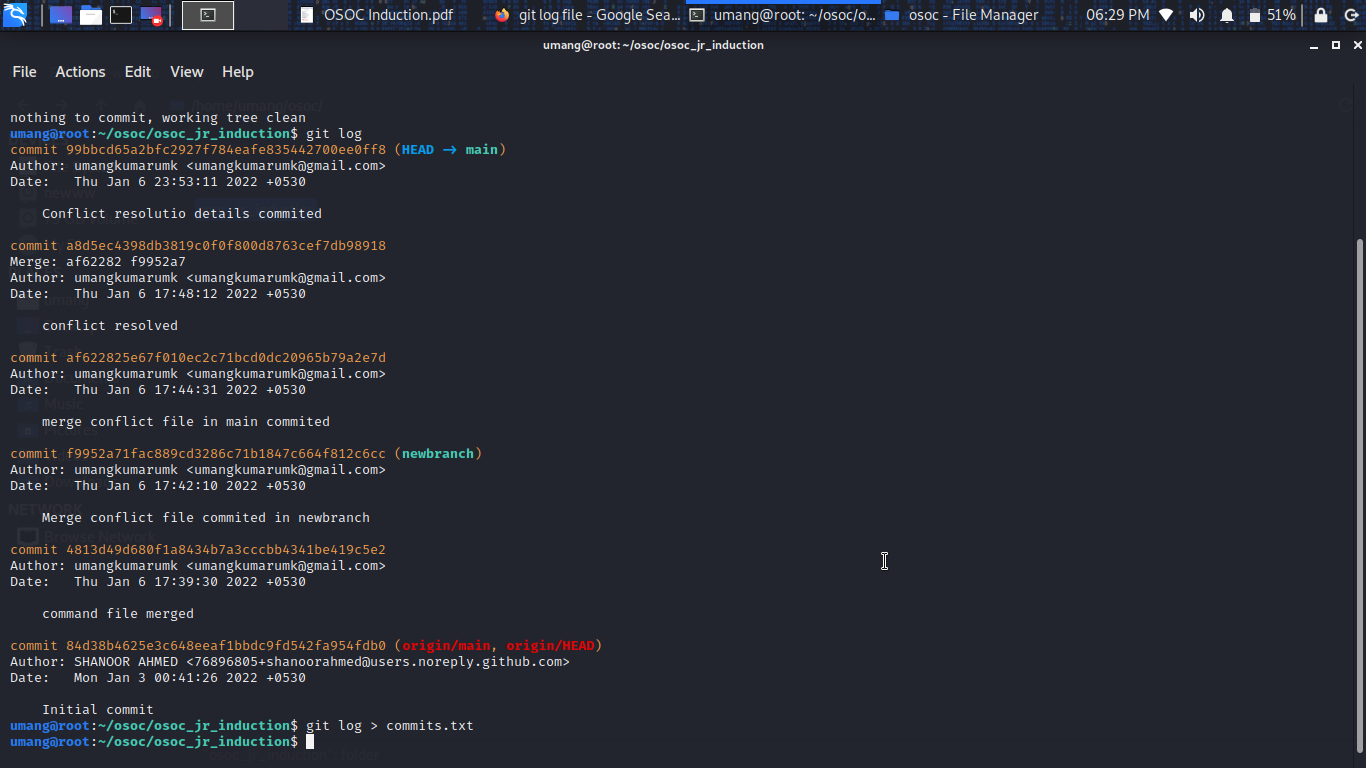 OSOC Induction.pdf
git log file - Google Sea...
umang@root: ~/osoc/o...
osoc - File Manager
06:29 PM
51%
umang@root: ~/osoc/osoc_jr_induction
File Actions Edit View Help
/home/umang/osoc/
nothing to commit, working tree clean
umang@root:~/osoc/osoc_jr_induction$ git log
commit 99bbcd65a2bfc2927f784eafe835442700ee0ff8 (HEAD → main)
Author: umangkumarumk <umangkumarumk@gmail.com>
Date:   Thu Jan 6 23:53:11 2022 +0530
Conflict resolutio details commited
commit a8d5ec4398db3819c0f0f800d8763cef7db98918
Merge: af62282 f9952a7
Author: umangkumarumk <umangkumarumk@gmail.com>
Date:   Thu Jan 6 17:48:12 2022 +0530
conflict resolved
commit af622825e67f010ec2c71bcd0dc20965b79a2e7d
Author: umangkumarumk <umangkumarumk@gmail.com>
Date:   Thu Jan 6 17:44:31 2022 +0530
Music
merge conflict file in main commited
commit f9952a71fac889cd3286c71b1847c664f812c6cc (newbranch)
Author: umangkumarumk <umangkumarumk@gmail.com>
Date:   Thu Jan 6 17:42:10 2022 +0530
NETWORK
Merge conflict file commited in newbranch
Browse Network
commit 4813d49d680f1a8434b7a3cccbb4341be419c5e2
Author: umangkumarumk <umangkumarumk@gmail.com>
Date:   Thu Jan 6 17:39:30 2022 +0530
command file merged
commit 84d38b4625e3c648eeaf1bbdc9fd542fa954fdb0 (origin/main, origin/HEAD)
Author: SHANOOR AHMED <76896805+shanoorahmed@users.noreply.github.com>
Date:   Mon Jan 3 00:41:26 2022 +0530
Initial commit
umang@root:~/osoc/osoc_jr_induction$ git log > commits.txt
umang@root:~/osoc/osoc_jr_induction$
"osoc_jr_induction": folder